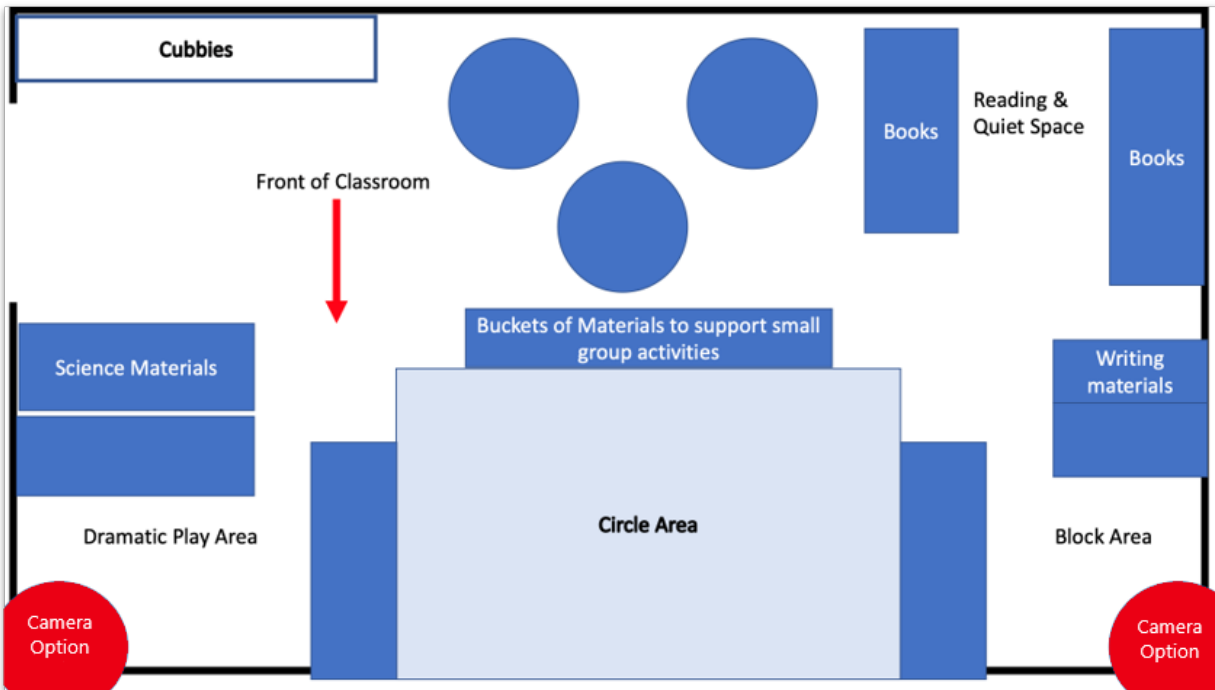 Cubbies
Books
Reading &
Quiet Space
Books
Front of Classroom
Buckets of Materials to support small
group activities
Science Materials
Writing
materials
Circle Area
Dramatic Play Area
Block Area
Camera
Option
Camera
Option